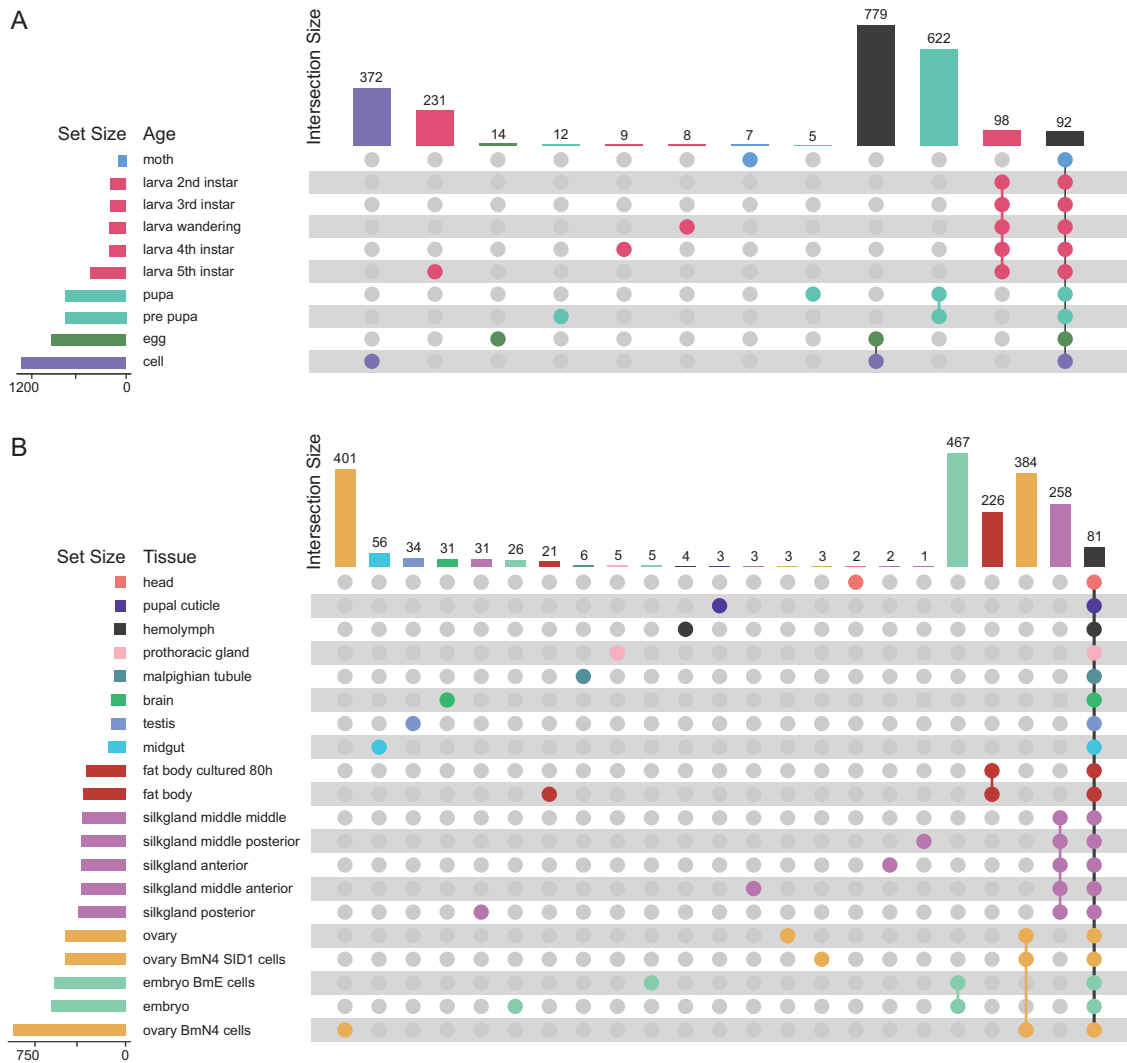 A
Intersection Size
779
622
372
231
14
12
9
8
7
5
98
92
Set Size Age
moth
larva 2nd instar
larva 3rd instar
larva wandering
larva 4th instar
larva 5th instar
pupa
pre pupa
egg
cell
1200 0
B
Intersection Size
401
56
34
31
31
26
21
6
5
5
4
3
3
3
3
2
2
1
467
226
384
258
81
Set Size Tissue
head
pupal cuticle
hemolymph
prothoracic gland
malpighian tubule
brain
testis
midgut
fat body cultured 80h
fat body
silkgland middle middle
silkgland middle posterior
silkgland anterior
silkgland middle anterior
silkgland posterior
ovary
ovary BmN4 SID1 cells
embryo BmE cells
embryo
ovary BmN4 cells
750 0